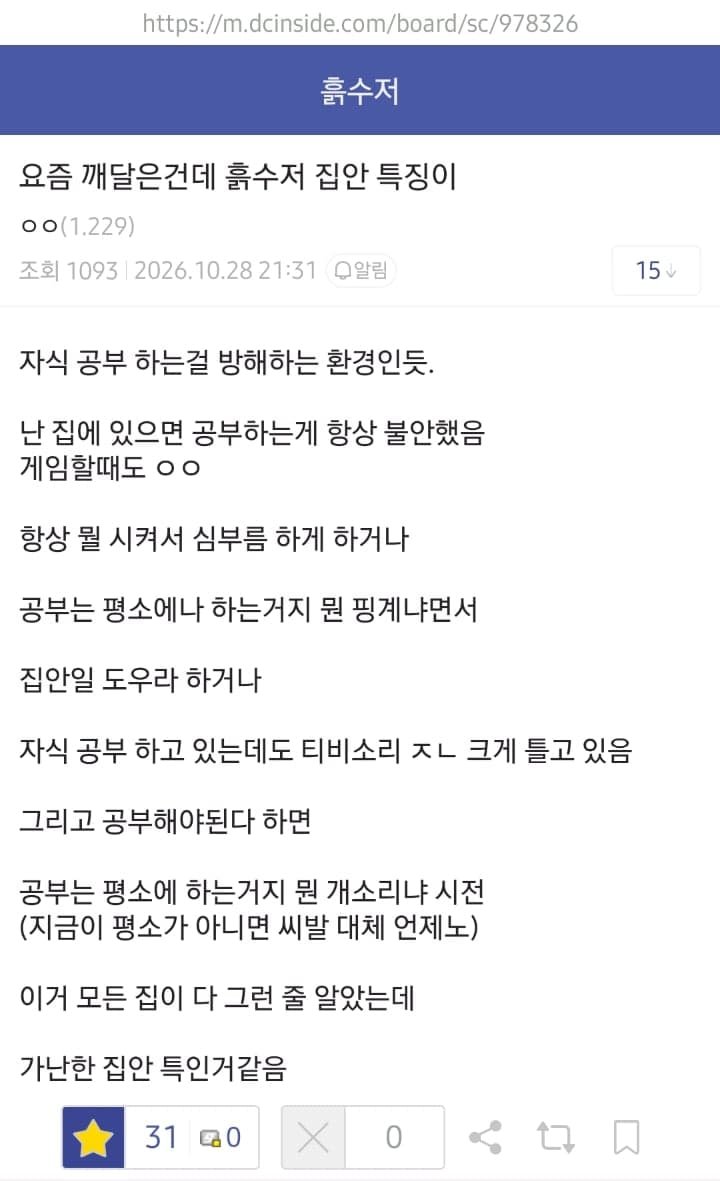 https://m.dcinside.com/board/sc/978326
흙수저
요즘 깨달은건데 흙수저 집안 특징이
ㅇㅇ(1.229)
조회 1093 2026.10.28 21:31 알림
15↓
자식 공부 하는걸 방해하는 환경인듯.
난 집에 있으면 공부하는게 항상 불안했음
게임할때도 ㅇㅇ
항상 뭘 시켜서 심부름 하게 하거나
공부는 평소에나 하는거지 뭔 핑계냐면서
집안일 도우라 하거나
자식 공부 하고 있는데도 티비소리 ㅈㄴ 크게 틀고 있음
그리고 공부해야된다 하면
공부는 평소에 하는거지 뭔 개소리냐 시전
(지금이 평소가 아니면 씨발 대체 언제노)
이거 모든 집이 다 그런 줄 알았는데
가난한 집안 특인거같음
31 0 0